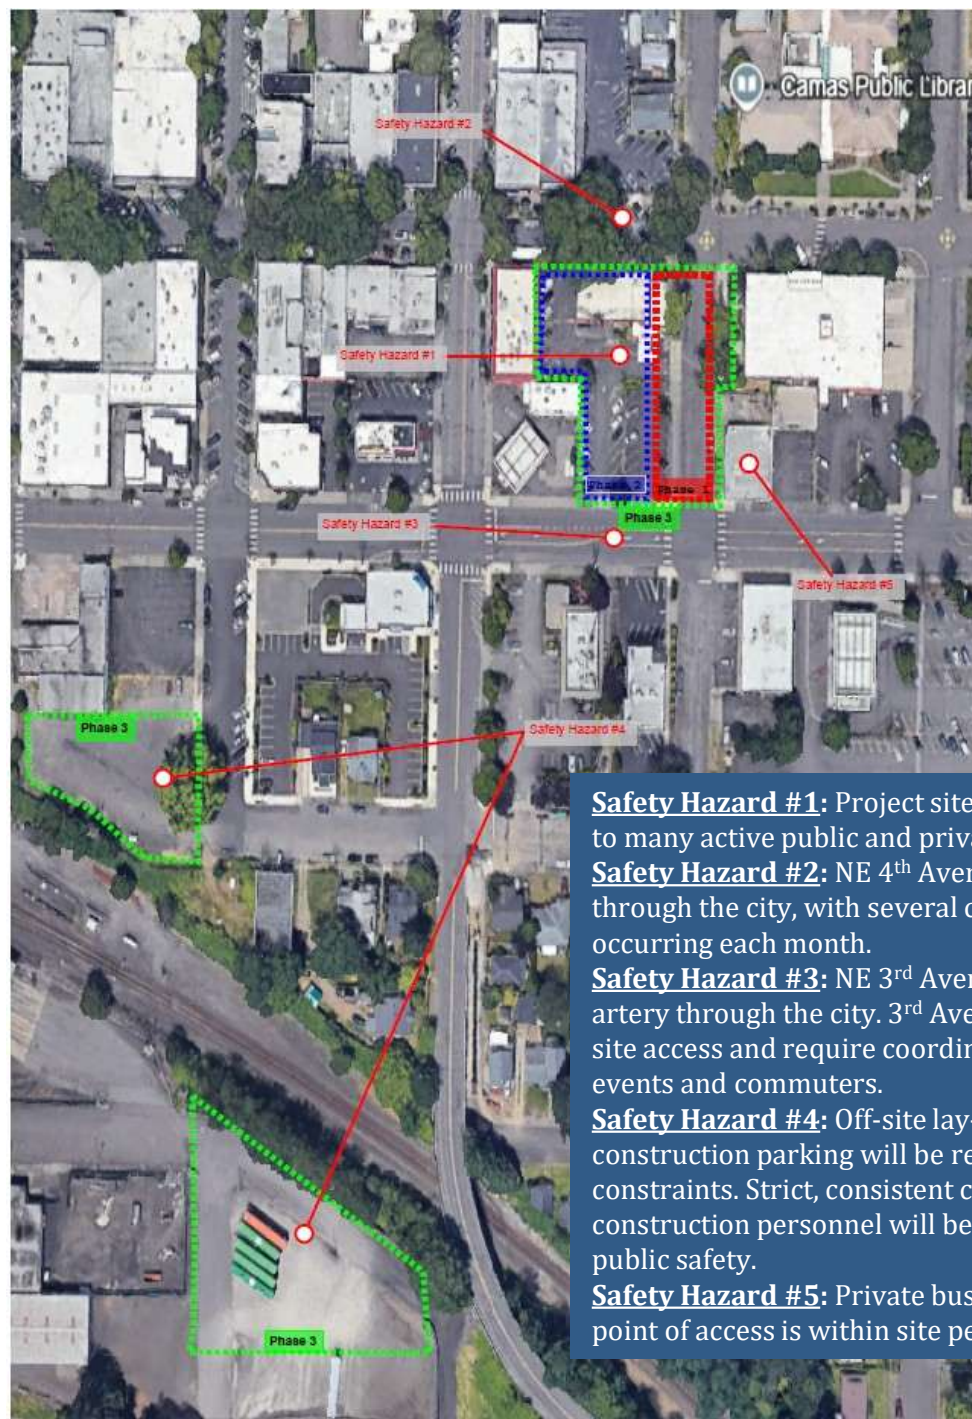 Camas Public Librar
Safety Hazard #2
Safety Hazard #1
Phase 2
Phase 1
Phase 3
Safety Hazard #3
Safety Hazard #5
Phase 3
Safety Hazard #4
Safety Hazard #1: Project site
to many active public and priva
Safety Hazard #2: NE 4th Aven
through the city, with several c
occurring each month.
Safety Hazard #3: NE 3rd Aven
artery through the city. 3rd Ave
site access and require coordin
events and commuters.
Safety Hazard #4: Off-site lay-
construction parking will be re
constraints. Strict, consistent c
construction personnel will be
public safety.
Safety Hazard #5: Private bus
point of access is within site pe
Phase 3